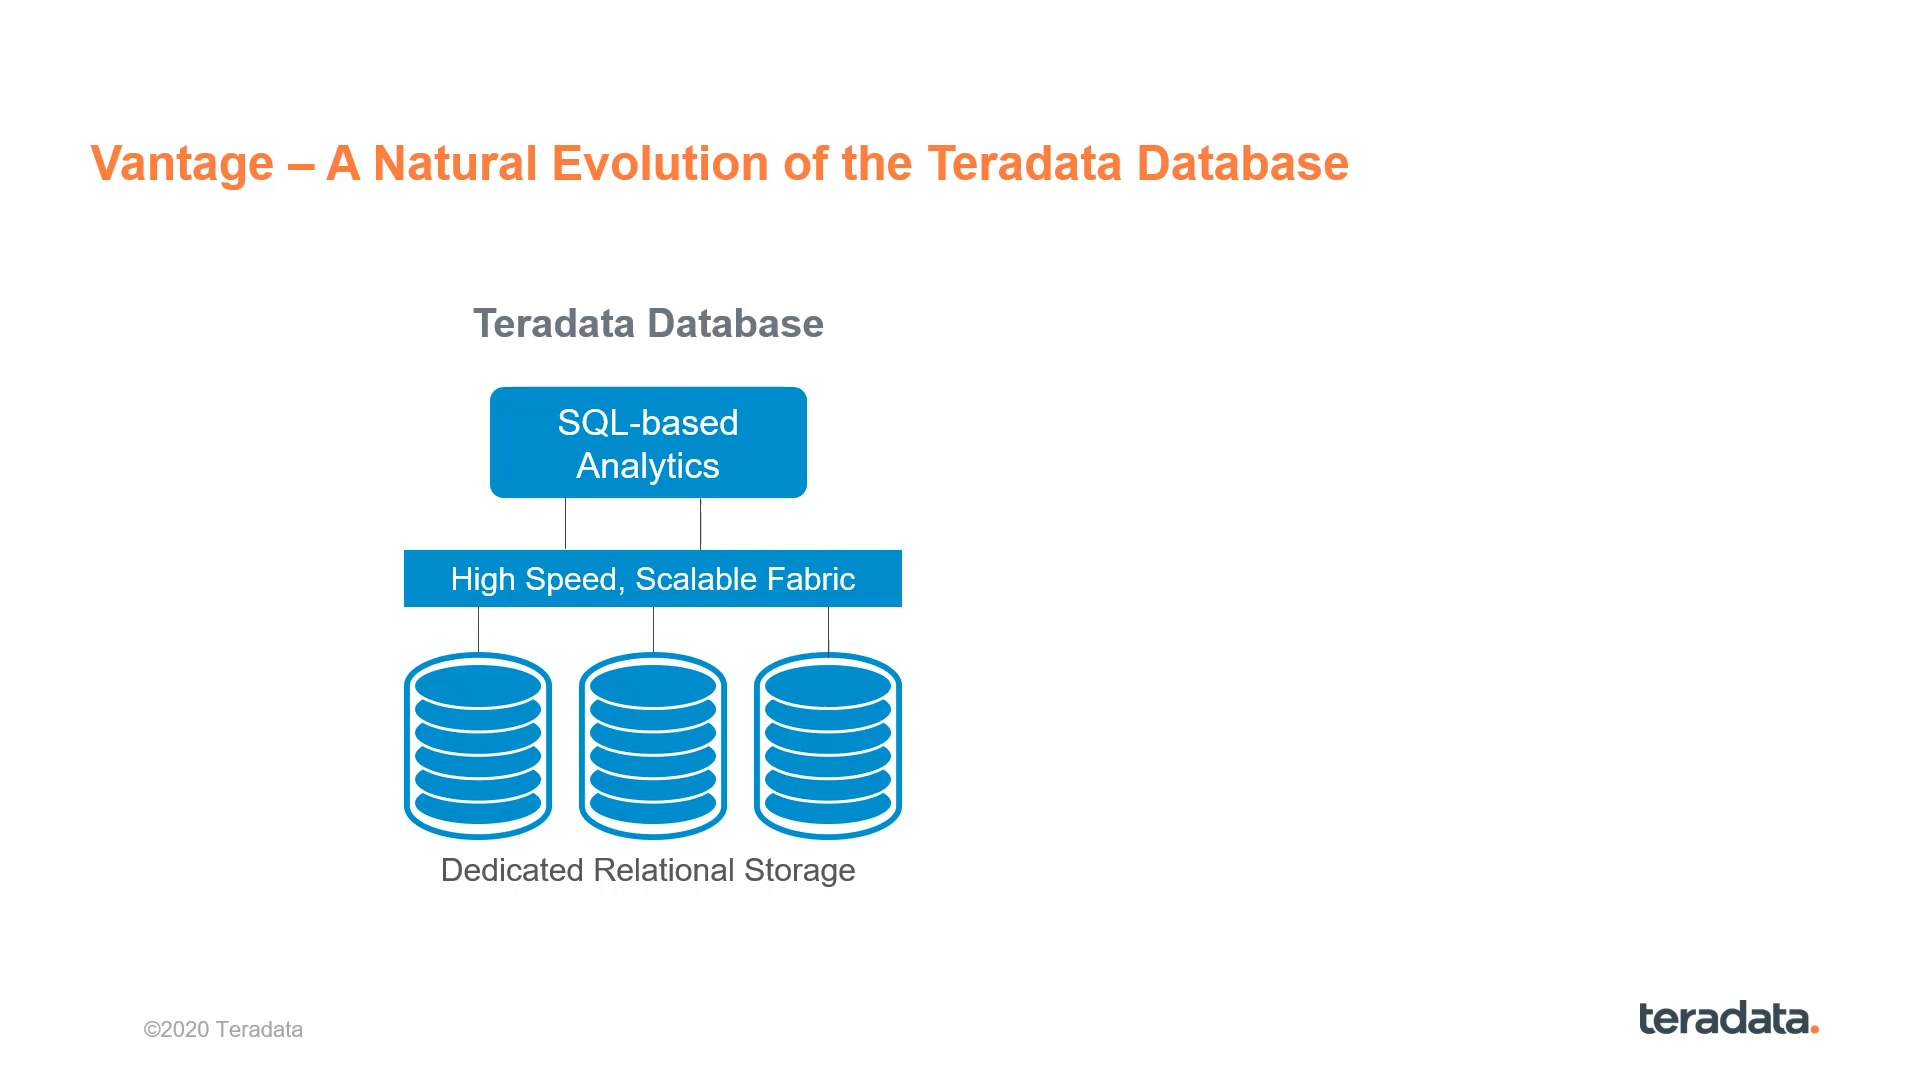 Vantage – A Natural Evolution of the Teradata Database
Teradata Database
SQL-based
Analytics
High Speed, Scalable Fabric
Dedicated Relational Storage
©2020 Teradata
teradata.